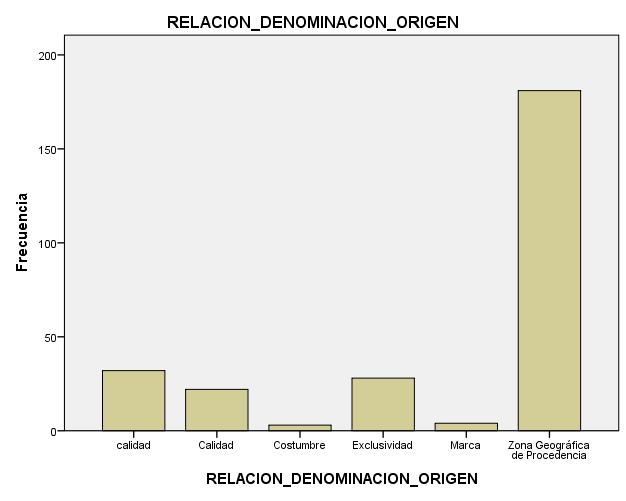 RELACION_DENOMINACION_ORIGEN
200
150
100
50
0
Frecuencia
calidad
Calidad
Costumbre
Exclusividad
Marca
Zona Geográfica
de Procedencia
RELACION_DENOMINACION_ORIGEN